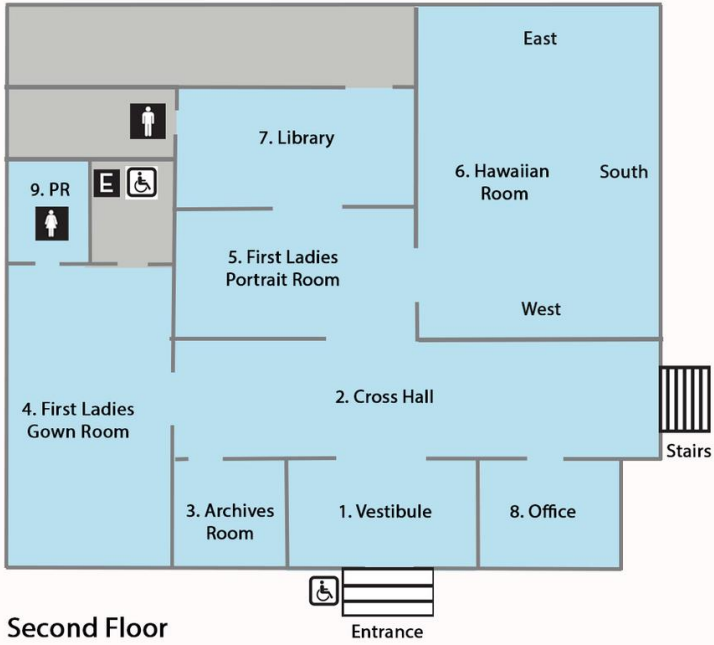 East
7. Library
9. PR
E
6. Hawaiian
Room
South
5. First Ladies
Portrait Room
West
2. Cross Hall
4. First Ladies
Gown Room
Stairs
3. Archives
Room
1. Vestibule
8. Office
Second Floor
Entrance